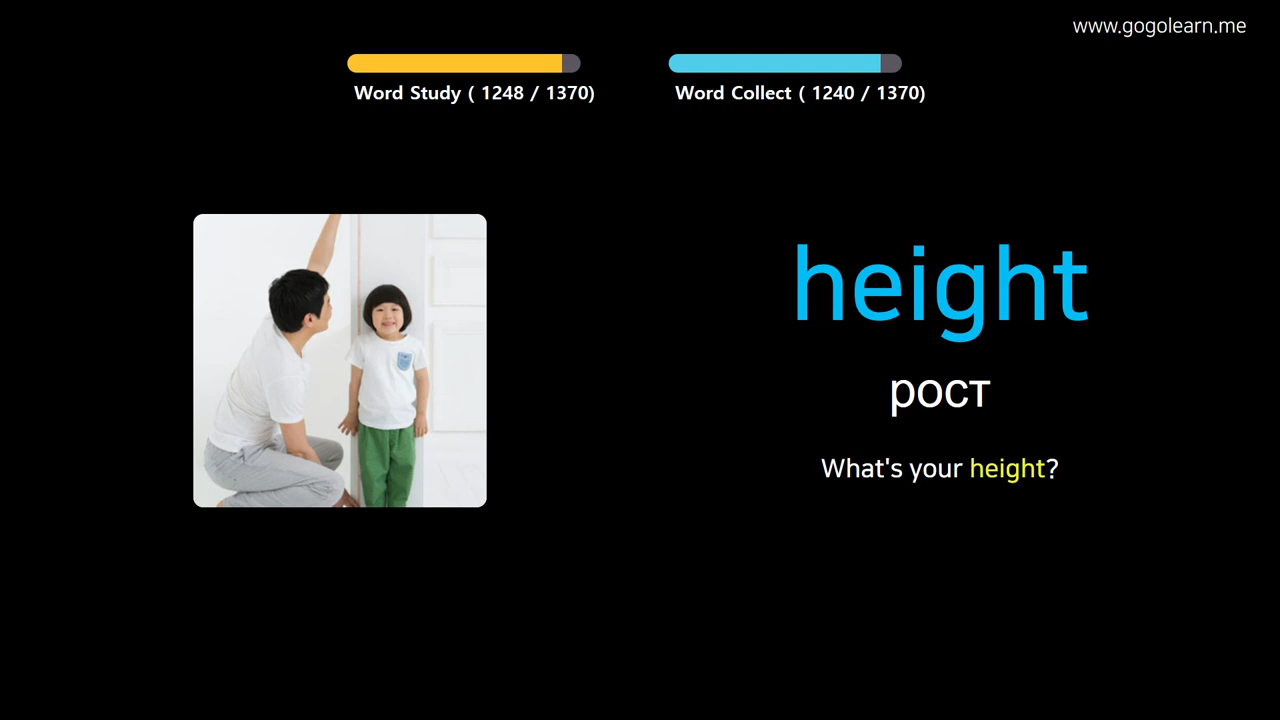 www.gogolearn.me
Word Study ( 1248 / 1370)
Word Collect ( 1240 / 1370)
height
рост
What's your height?